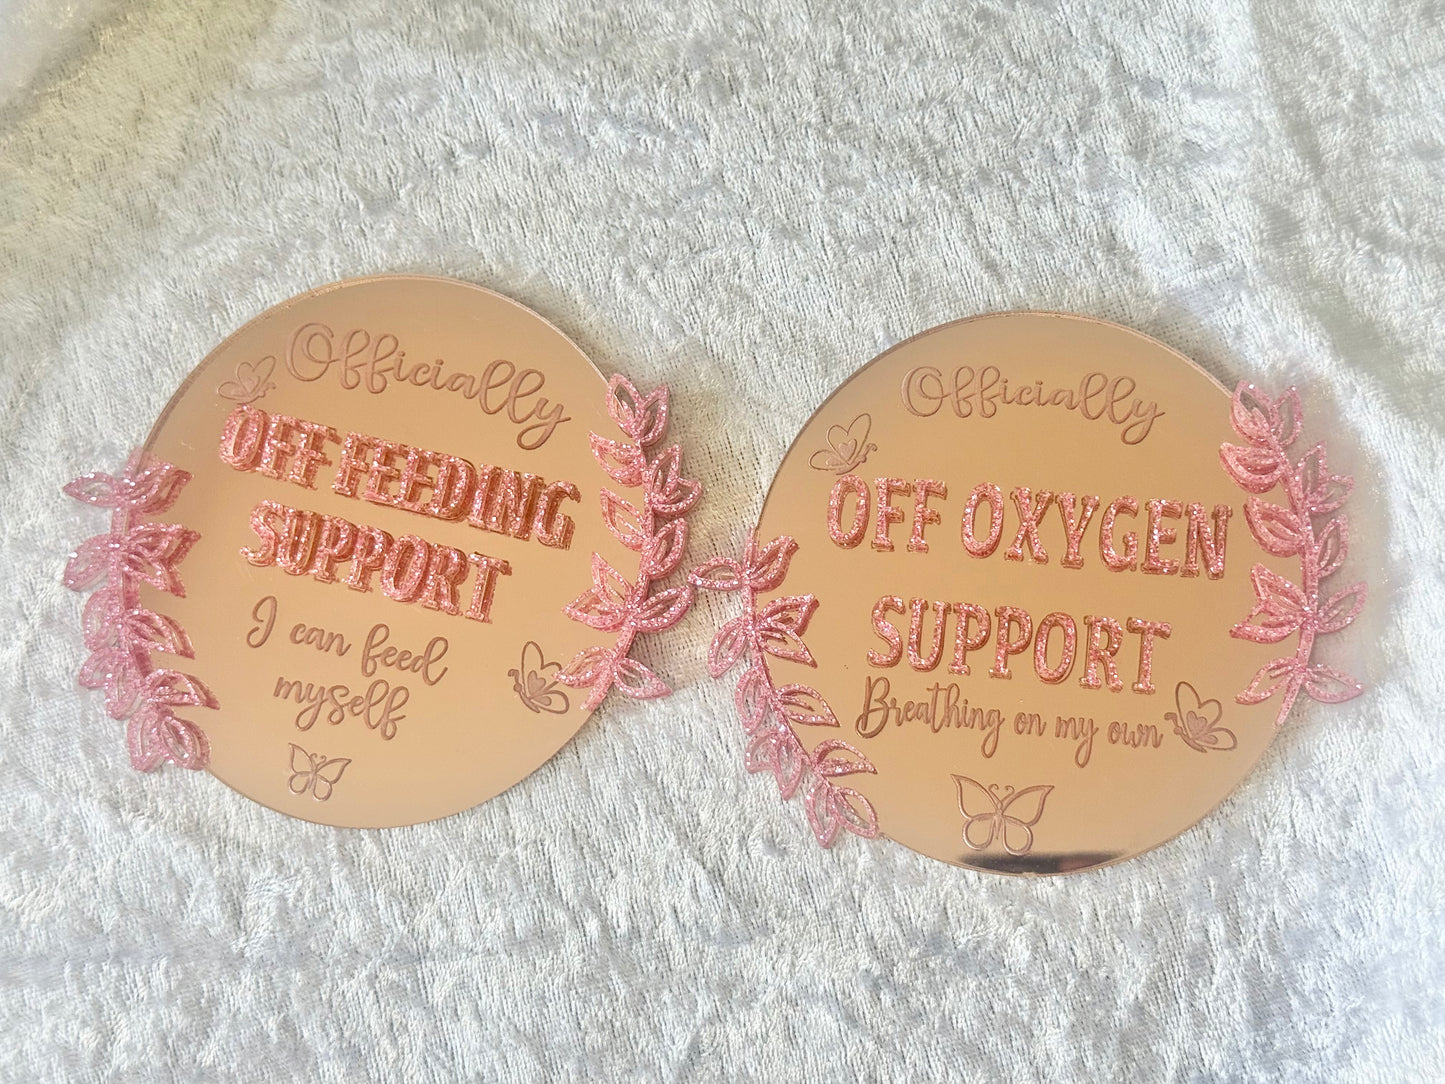 Officially
OFF FEEDING
SUPPORT
I can feed
myself
Officially
OFF OXYGEN
SUPPORT
Breathing on my own